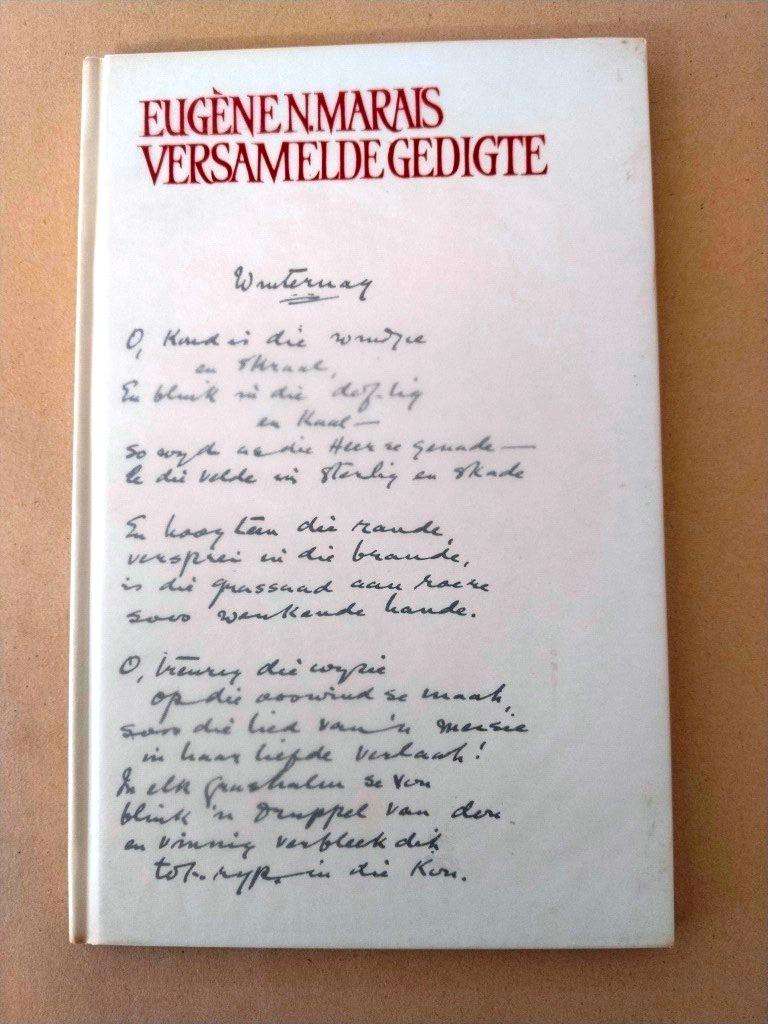 EUGÈNE N. MARAIS
VERSAMELDE GEDIGTE
Winternag
O, Koud is die windjie
en skraal,
En blink in die dof-lig
en Kaal —
so wyd as die Heer se genade —
le die velde in sterlig en skade
En hoog teen die rande,
versprei in die brande,
is die grassaad aan roere
soos wenkende hande.
O, treurig die wysie
op die ooswind se maat,
soos die lied van 'n meisie
in haar liefde verlaat!
In elk grashalm se vou
blink 'n druppel van dou
en vinnig verbleek dit
tot ryp in die Kou.